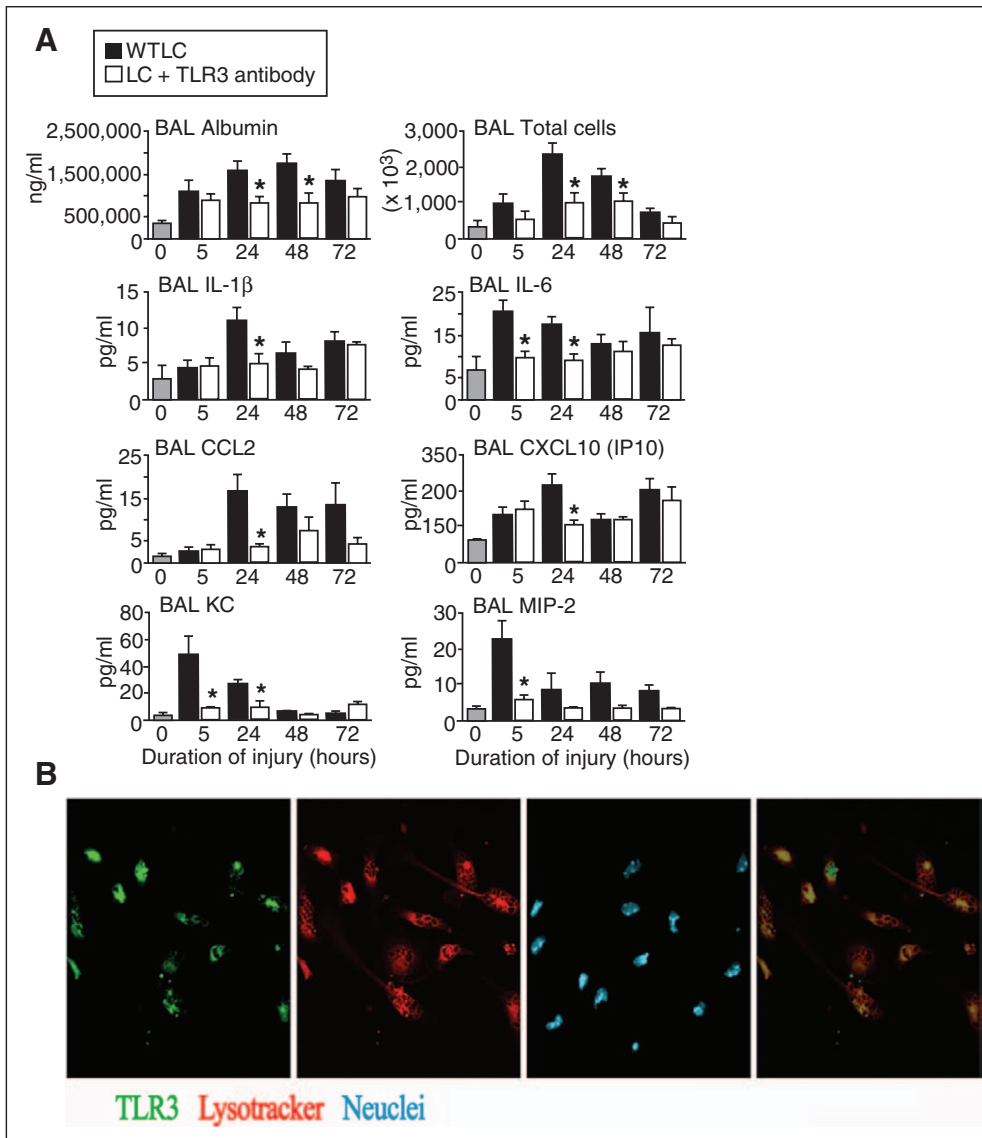 A
WTLC
LC + TLR3 antibody
BAL Albumin
ng/ml
2,500,000
1,500,000
500,000
0
*
*
0 5 24 48 72
BAL Total cells
(x 10³)
3,000
2,000
1,000
0
*
*
0 5 24 48 72
BAL IL-1β
pg/ml
15
10
5
0
*
0 5 24 48 72
BAL IL-6
pg/ml
25
15
5
0
*
*
0 5 24 48 72
BAL CCL2
pg/ml
25
15
5
0
*
0 5 24 48 72
BAL CXCL10 (IP10)
pg/ml
350
200
150
0
*
0 5 24 48 72
BAL KC
pg/ml
80
60
40
20
0
*
*
0 5 24 48 72
Duration of injury (hours)
BAL MIP-2
pg/ml
30
20
10
0
*
0 5 24 48 72
Duration of injury (hours)
B
TLR3 Lysotracker Neuclei